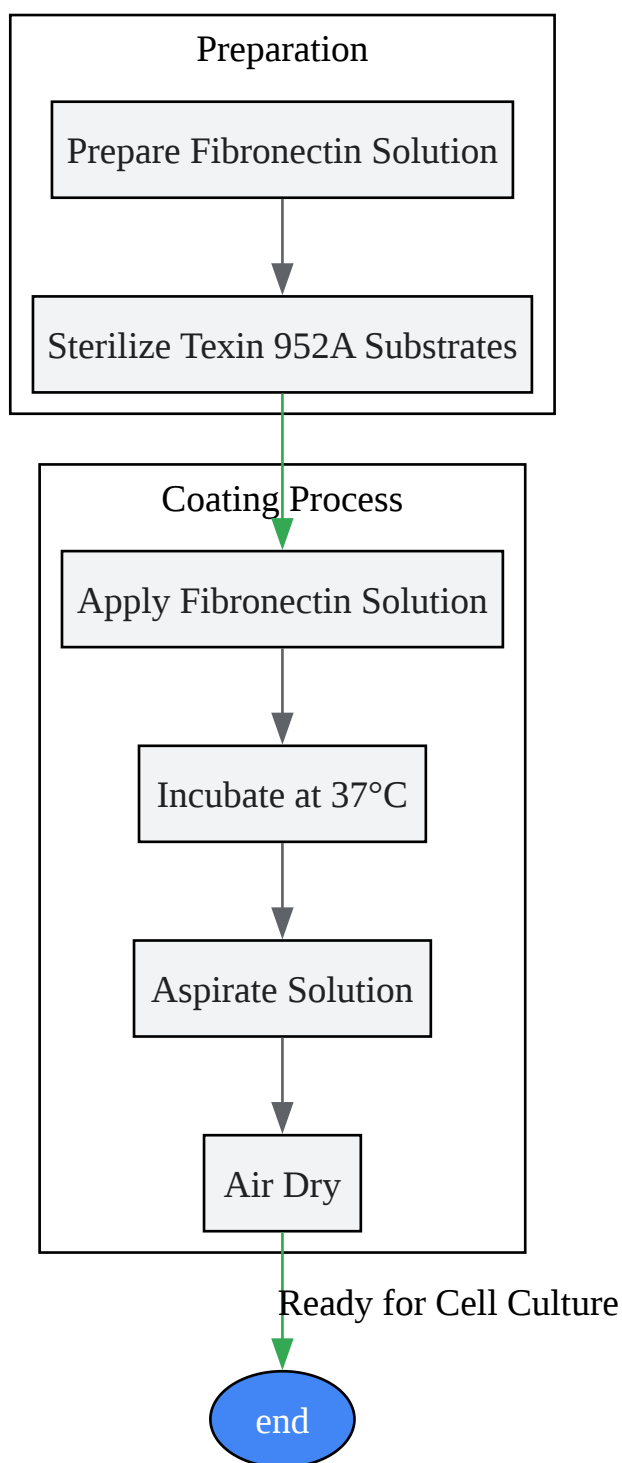 Preparation
Prepare Fibronectin Solution
Sterilize Texin 952A Substrates
Coating Process
Apply Fibronectin Solution
Incubate at 37°C
Aspirate Solution
Air Dry
Ready for Cell Culture
end